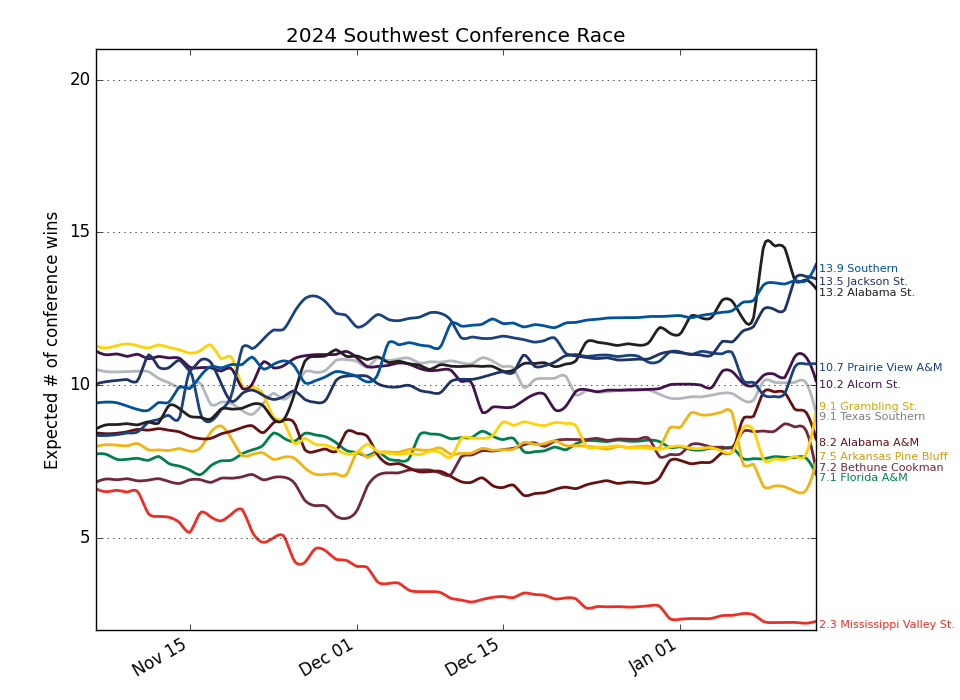 2024 Southwest Conference Race
Expected # of conference wins
20
15
10
5
13.9 Southern
13.5 Jackson St.
13.2 Alabama St.
10.7 Prairie View A&M
10.2 Alcorn St.
9.1 Grambling St.
9.1 Texas Southern
8.2 Alabama A&M
7.5 Arkansas Pine Bluff
7.2 Bethune Cookman
7.1 Florida A&M
2.3 Mississippi Valley St.
Nov 15
Dec 01
Dec 15
Jan 01